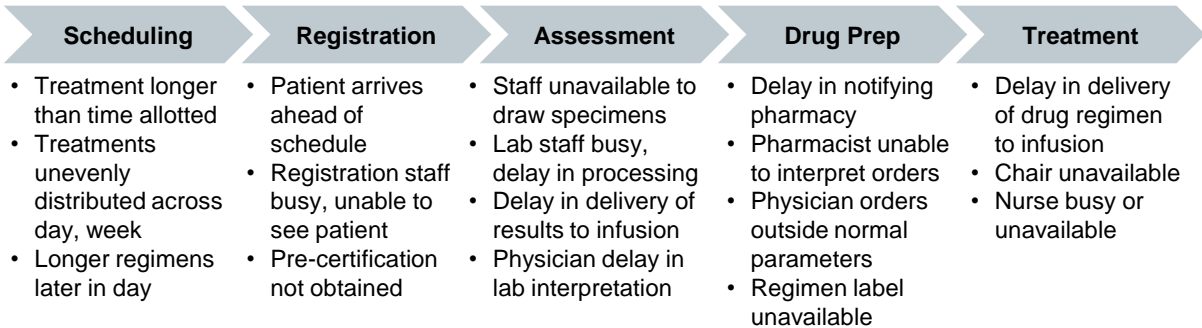 Scheduling
Registration
Assessment
Drug Prep
Treatment
• Treatment longer
than time allotted
• Treatments
unevenly
distributed across
day, week
• Longer regimens
later in day
• Patient arrives
ahead of
schedule
• Registration staff
busy, unable to
see patient
• Pre-certification
not obtained
• Staff unavailable to
draw specimens
• Lab staff busy,
delay in processing
• Delay in delivery of
results to infusion
• Physician delay in
lab interpretation
• Delay in notifying
pharmacy
• Pharmacist unable
to interpret orders
• Physician orders
outside normal
parameters
• Regimen label
unavailable
• Delay in delivery
of drug regimen
to infusion
• Chair unavailable
• Nurse busy or
unavailable